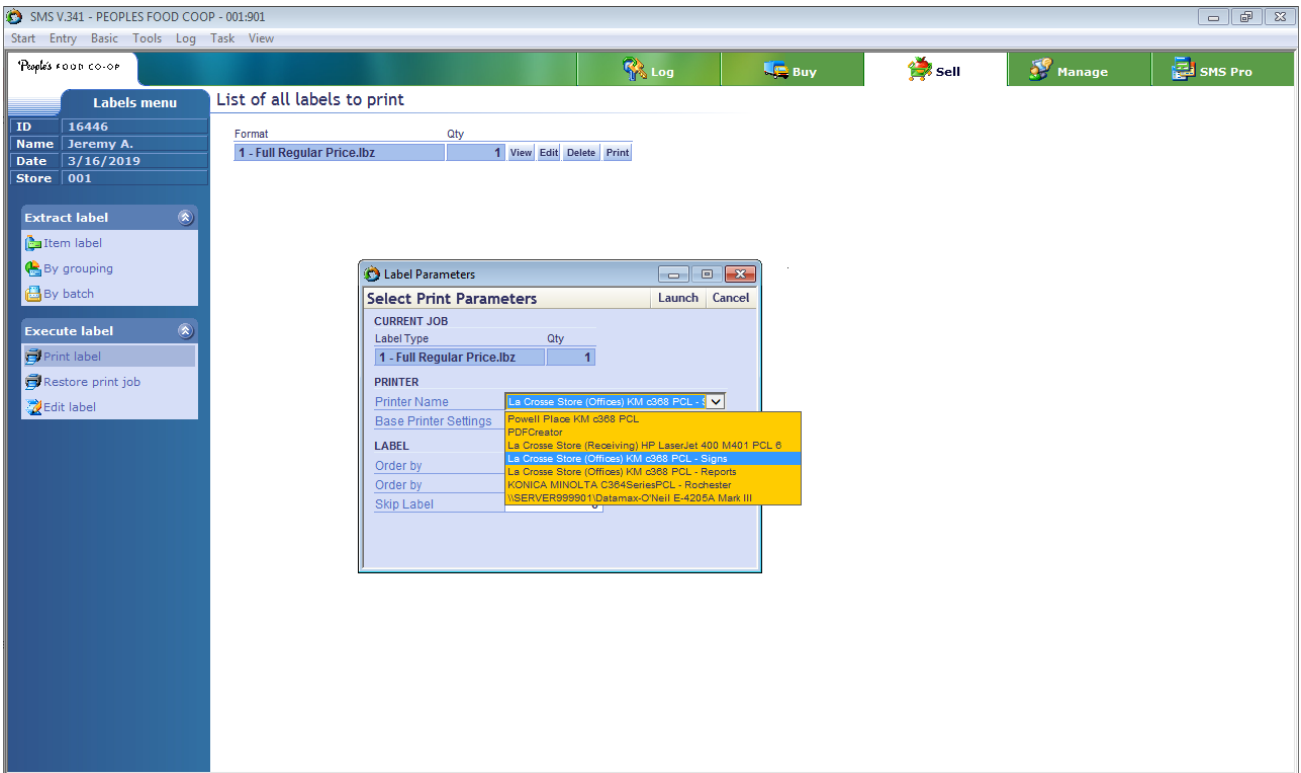 SMS V.341 - PEOPLES FOOD COOP - 001:901
Start Entry Basic Tools Log Task View
People's FOOD CO-OP
Log Buy Sell Manage SMS Pro
Labels menu
List of all labels to print
ID 16446
Name Jeremy A.
Date 3/16/2019
Store 001
Format Qty
1 - Full Regular Price.lbz 1 View Edit Delete Print
Extract label
Item label
By grouping
By batch
Execute label
Print label
Restore print job
Edit label
Label Parameters
Select Print Parameters Launch Cancel
CURRENT JOB
Label Type Qty
1 - Full Regular Price.lbz 1
PRINTER
Printer Name La Crosse Store (Offices) KM c368 PCL -
Base Printer Settings
Powell Place KM c368 PCL
PDFCreator
La Crosse Store (Receiving) HP LaserJet 400 M401 PCL 6
La Crosse Store (Offices) KM c368 PCL - Signs
La Crosse Store (Offices) KM c368 PCL - Reports
KONICA MINOLTA C364SeriesPCL - Rochester
\\SERVER999901\Datamax-O'Neil E-4205A Mark III
LABEL
Order by
Order by
Skip Label